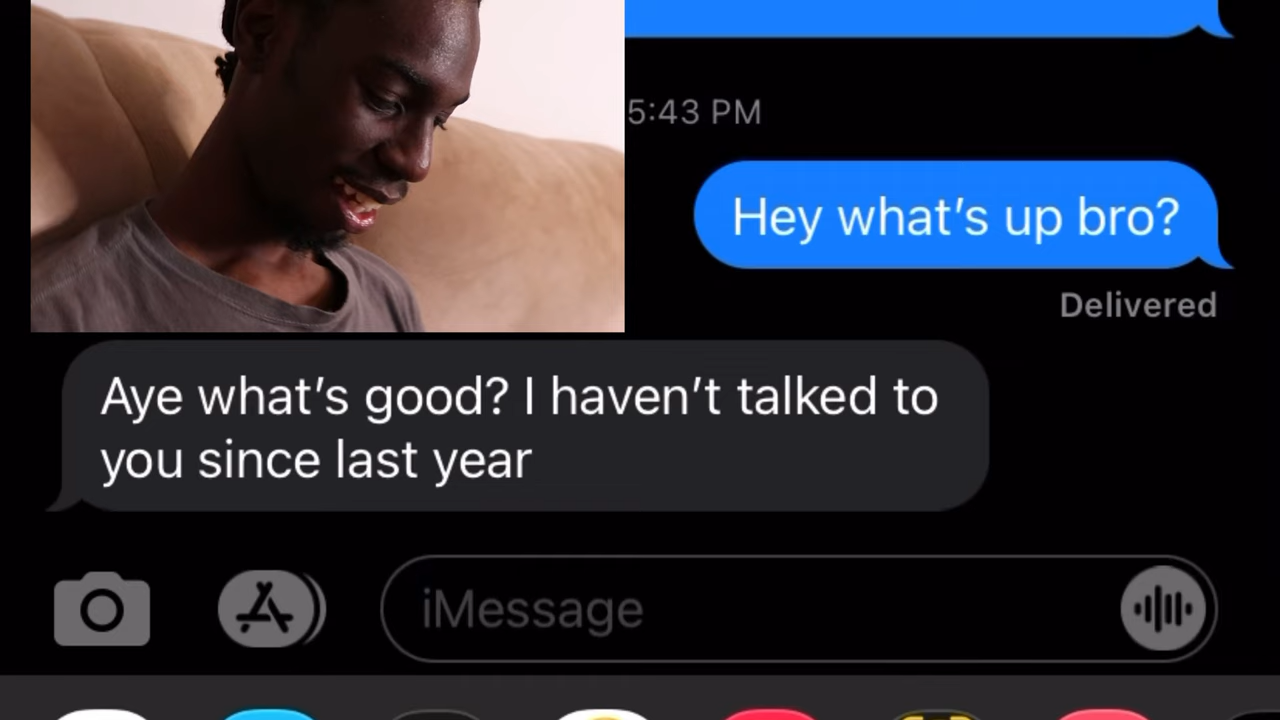 5:43 PM
Hey what’s up bro?
Delivered
Aye what’s good? I haven’t talked to
you since last year
iMessage